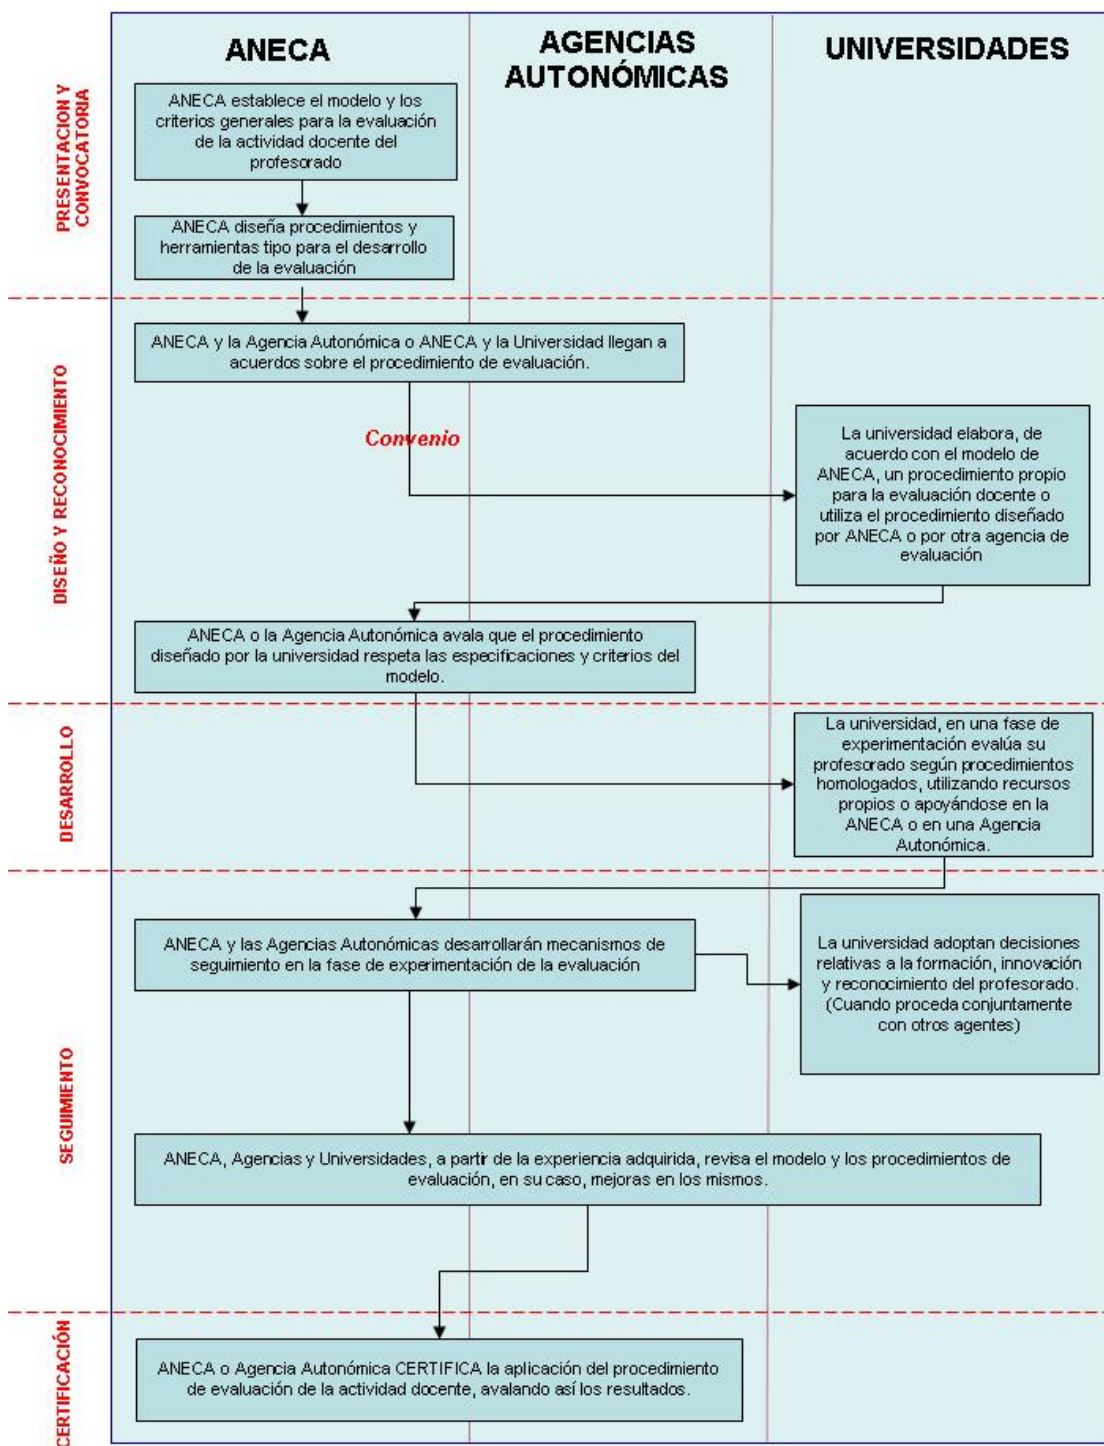 ANECA
AGENCIAS
AUTONÓMICAS
UNIVERSIDADES
PRESENTACION Y
CONVOCATORIA
ANECA establece el modelo y los
criterios generales para la evaluación
de la actividad docente del
profesorado
ANECA diseña procedimientos y
herramientas tipo para el desarrollo
de la evaluación
DISEÑO Y RECONOCIMIENTO
ANECA y la Agencia Autonómica o ANECA y la Universidad llegan a
acuerdos sobre el procedimiento de evaluación.
Convenio
La universidad elabora, de
acuerdo con el modelo de
ANECA, un procedimiento propio
para la evaluación docente o
utiliza el procedimiento diseñado
por ANECA o por otra agencia de
evaluación
ANECA o la Agencia Autonómica avala que el procedimiento
diseñado por la universidad respeta las especificaciones y criterios del
modelo.
DESARROLLO
La universidad, en una fase de
experimentación evalúa su
profesorado según procedimientos
homologados, utilizando recursos
propios o apoyándose en la
ANECA o en una Agencia
Autonómica.
SEGUIMIENTO
ANECA y las Agencias Autonómicas desarrollarán mecanismos de
seguimiento en la fase de experimentación de la evaluación
La universidad adoptan decisiones
relativas a la formación, innovación
y reconocimiento del profesorado.
(Cuando proceda conjuntamente
con otros agentes)
ANECA, Agencias y Universidades, a partir de la experiencia adquirida, revisa el modelo y los procedimientos de
evaluación, en su caso, mejoras en los mismos.
CERTIFICACIÓN
ANECA o Agencia Autonómica CERTIFICA la aplicación del procedimiento
de evaluación de la actividad docente, avalando así los resultados.